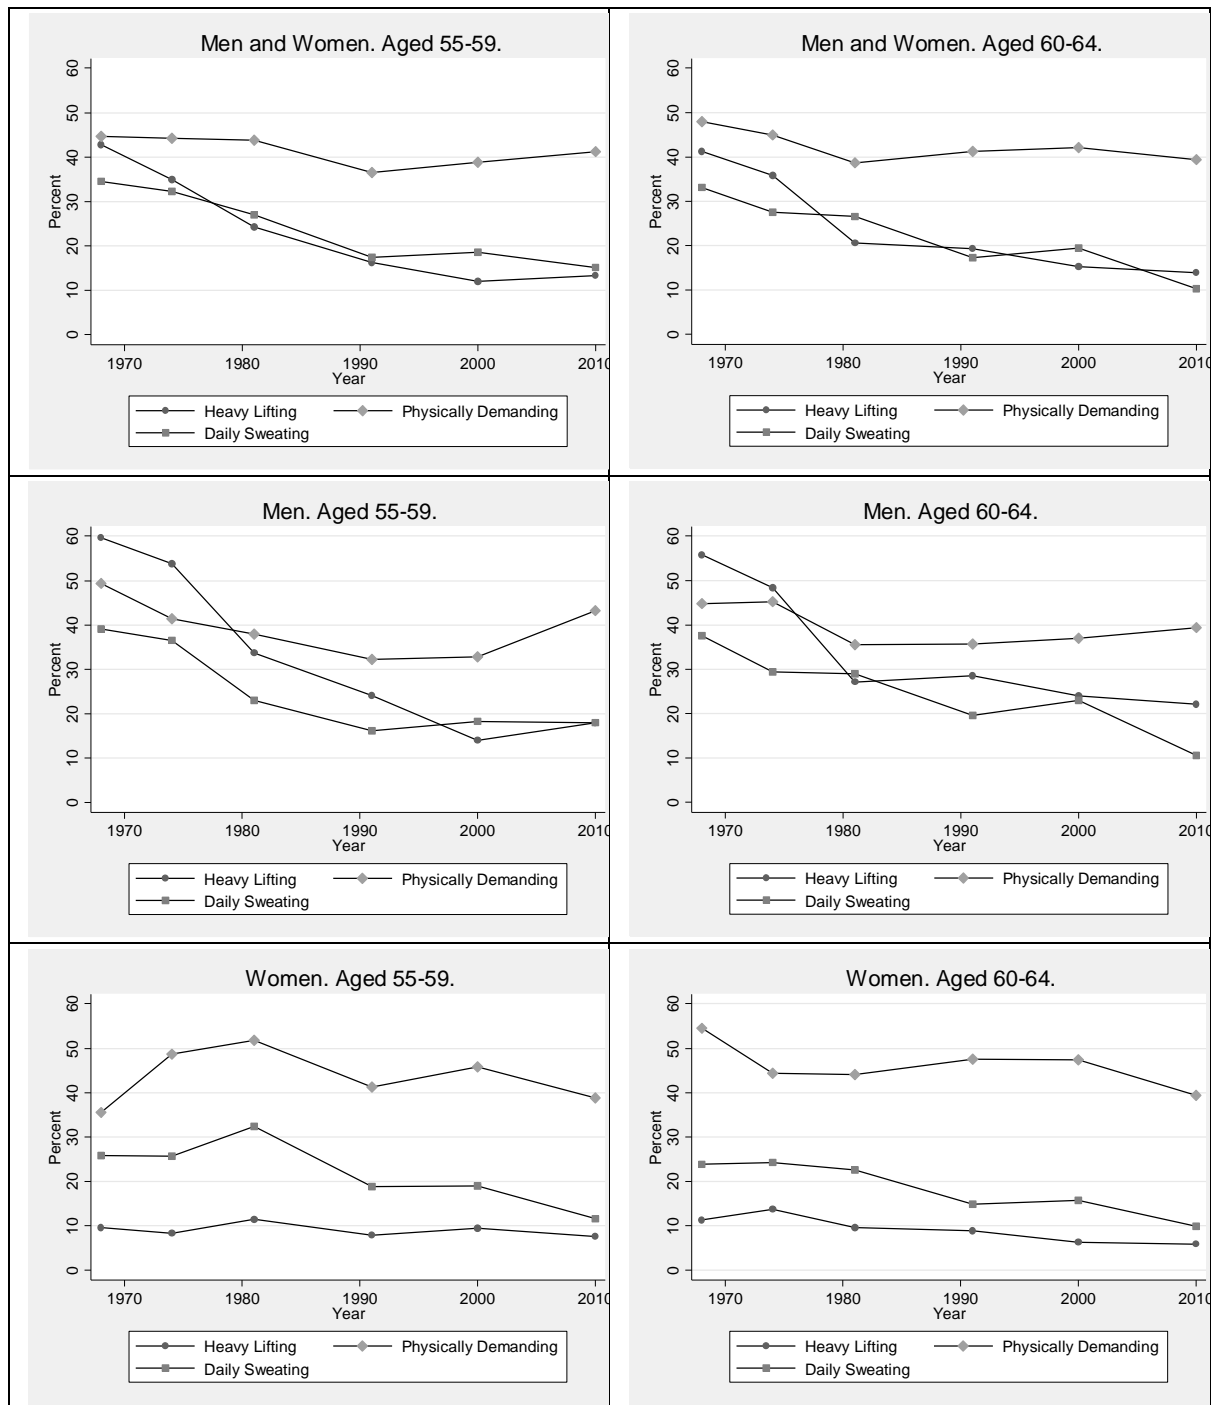 Men and Women. Aged 55-59.
Percent
60
50
40
30
20
10
0
1970 1980 1990 2000 2010
Year
Heavy Lifting Physically Demanding
Daily Sweating
Men and Women. Aged 60-64.
Percent
60
50
40
30
20
10
0
1970 1980 1990 2000 2010
Year
Heavy Lifting Physically Demanding
Daily Sweating
Men. Aged 55-59.
Percent
60
50
40
30
20
10
0
1970 1980 1990 2000 2010
Year
Heavy Lifting Physically Demanding
Daily Sweating
Men. Aged 60-64.
Percent
60
50
40
30
20
10
0
1970 1980 1990 2000 2010
Year
Heavy Lifting Physically Demanding
Daily Sweating
Women. Aged 55-59.
Percent
60
50
40
30
20
10
0
1970 1980 1990 2000 2010
Year
Heavy Lifting Physically Demanding
Daily Sweating
Women. Aged 60-64.
Percent
60
50
40
30
20
10
0
1970 1980 1990 2000 2010
Year
Heavy Lifting Physically Demanding
Daily Sweating